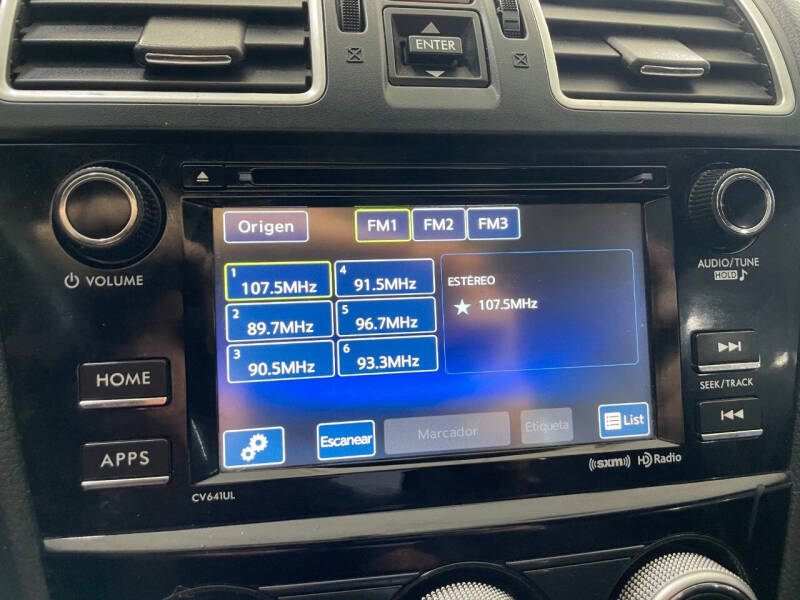 ENTER
VOLUME
AUDIO/TUNE
HOLD
Origen
FM1 FM2 FM3
1 107.5MHz
4 91.5MHz
2 89.7MHz
5 96.7MHz
3 90.5MHz
6 93.3MHz
ESTÉREO
★ 107.5MHz
HOME
APPS
SEEK/TRACK
Escanear
Marcador
Etiqueta
List
CV641UL
((sxm)) HD Radio